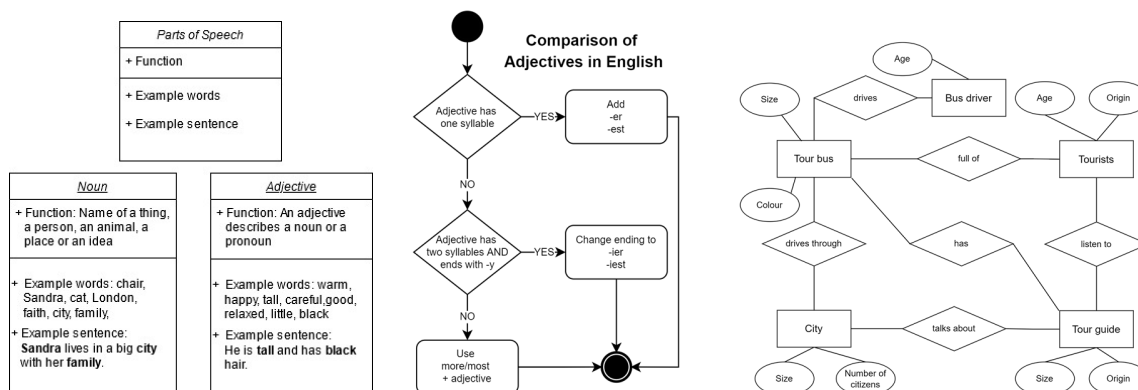 Parts of Speech
+ Function
+ Example words
+ Example sentence
Noun
+ Function: Name of a thing,
a person, an animal, a
place or an idea
+ Example words: chair,
Sandra, cat, London,
faith, city, family,
+ Example sentence:
Sandra lives in a big city
with her family.
Adjective
+ Function: An adjective
describes a noun or a
pronoun
+ Example words: warm,
happy, tall, careful,good,
relaxed, little, black
+ Example sentence:
He is tall and has black
hair.
Comparison of
Adjectives in English
Adjective has
one syllable
YES
Add
-er
-est
NO
Adjective has
two syllables AND
ends with -y
YES
Change ending to
-ier
-iest
NO
Use
more/most
+ adjective
Age
Bus driver
drives
Size
Age
Origin
Tour bus
full of
Tourists
Colour
drives through
has
listen to
City
talks about
Tour guide
Size
Number of
citizens
Size
Origin